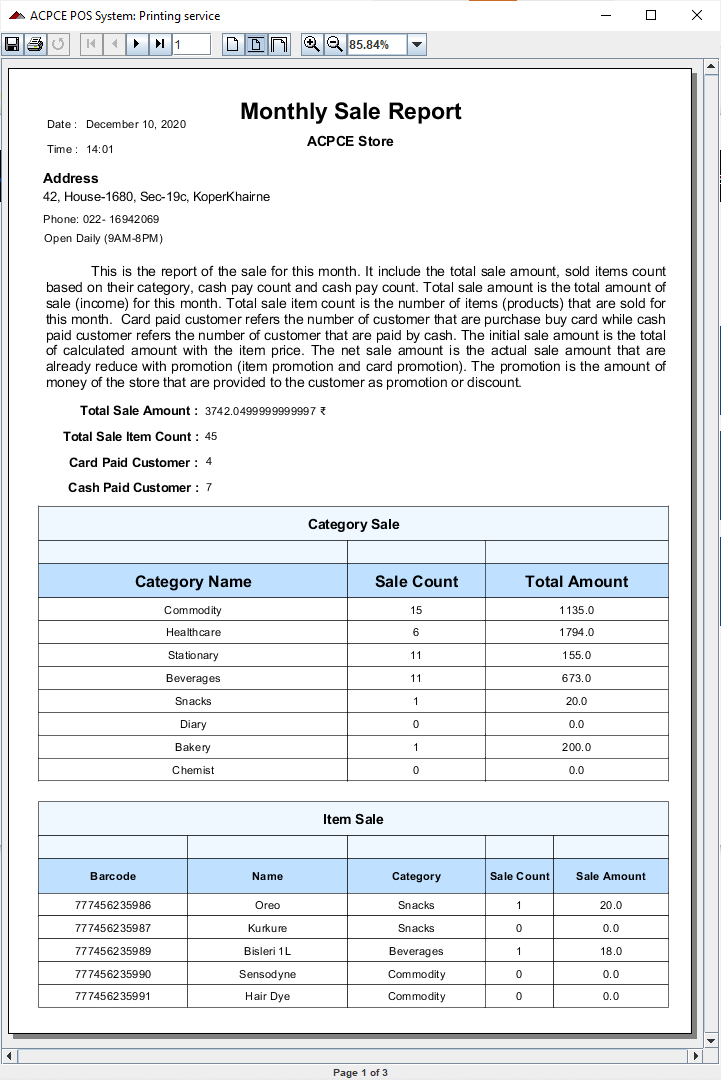 ACPCE POS System: Printing service
1
85.84%
Monthly Sale Report
ACPCE Store
Date : December 10, 2020
Time : 14:01
Address
42, House-1680, Sec-19c, KoperKhairne
Phone: 022- 16942069
Open Daily (9AM-8PM)
This is the report of the sale for this month. It include the total sale amount, sold items count
based on their category, cash pay count and cash pay count. Total sale amount is the total amount of
sale (income) for this month. Total sale item count is the number of items (products) that are sold for
this month. Card paid customer refers the number of customer that are purchase buy card while cash
paid customer refers the number of customer that are paid by cash. The initial sale amount is the total
of calculated amount with the item price. The net sale amount is the actual sale amount that are
already reduce with promotion (item promotion and card promotion). The promotion is the amount of
money of the store that are provided to the customer as promotion or discount.
Total Sale Amount : 3742.0499999999997 ₹
Total Sale Item Count : 45
Card Paid Customer : 4
Cash Paid Customer : 7
Category Sale
Category Name Sale Count Total Amount
Commodity 15 1135.0
Healthcare 6 1794.0
Stationary 11 155.0
Beverages 11 673.0
Snacks 1 20.0
Diary 0 0.0
Bakery 1 200.0
Chemist 0 0.0
Item Sale
Barcode Name Category Sale Count Sale Amount
777456235986 Oreo Snacks 1 20.0
777456235987 Kurkure Snacks 0 0.0
777456235989 Bisleri 1L Beverages 1 18.0
777456235990 Sensodyne Commodity 0 0.0
777456235991 Hair Dye Commodity 0 0.0
Page 1 of 3